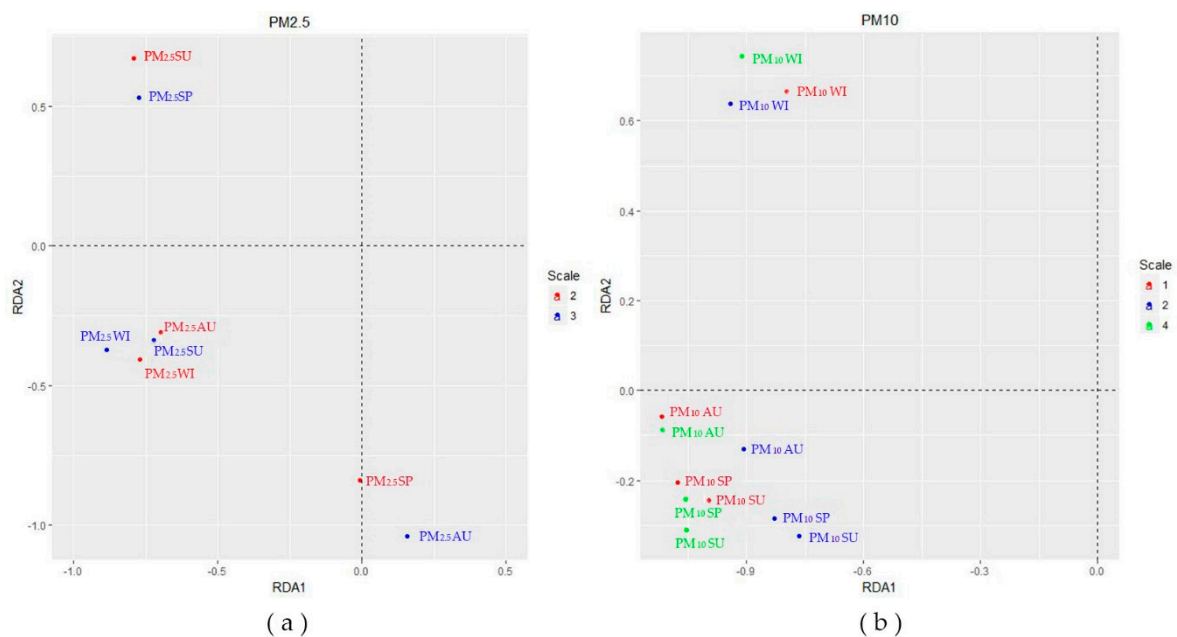 PM2.5
PM2.5SU
PM2.5SP
0.5
0.0
RDA2
PM2.5WI
PM2.5AU
PM2.5SU
PM2.5WI
-0.5
PM2.5SP
-1.0
PM2.5AU
-1.0
-0.5
0.0
0.5
RDA1
Scale
2
3
( a )
PM10
PM10 WI
PM10 WI
PM10 WI
0.6
0.4
RDA2
0.2
0.0
PM10 AU
PM10 AU
PM10 AU
PM10 SP
-0.2
PM10 SU
PM10 SP
PM10 SP
PM10 SU
PM10 SU
-0.9
-0.6
-0.3
0.0
RDA1
Scale
1
2
4
( b )